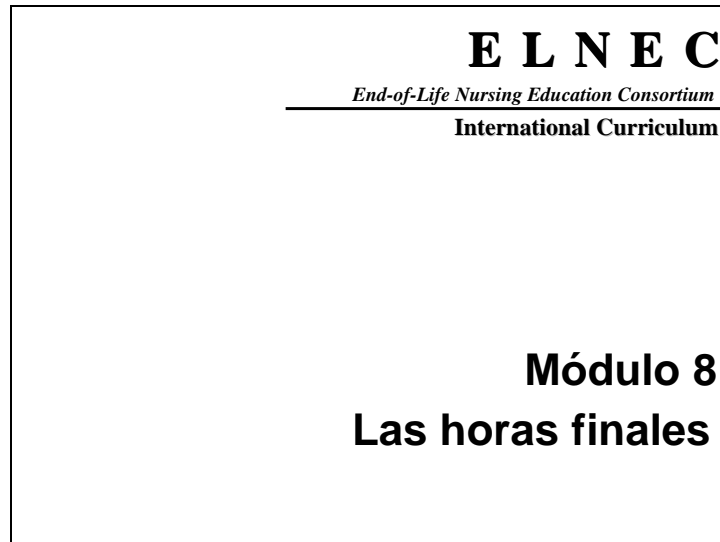 E L N E C
End-of-Life Nursing Education Consortium
International Curriculum
Módulo 8
Las horas finales